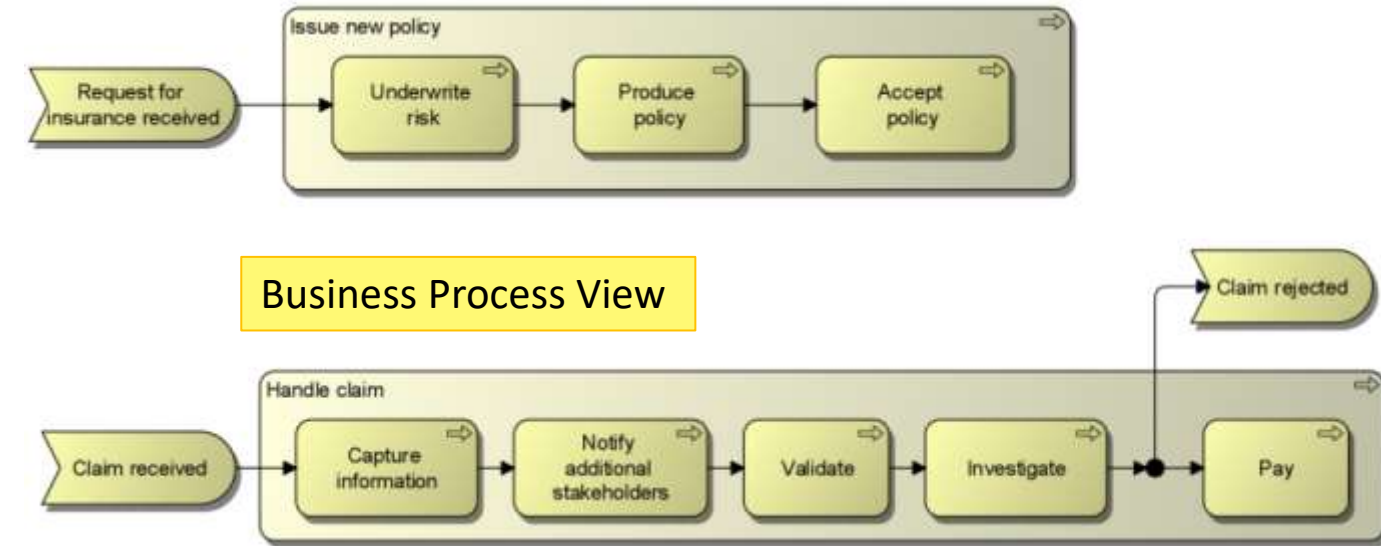 Issue new policy
Request for
insurance received
Underwrite
risk
Produce
policy
Accept
policy
Business Process View
Claim rejected
Handle claim
Claim received
Capture
information
Notify
additional
stakeholders
Validate
Investigate
Pay